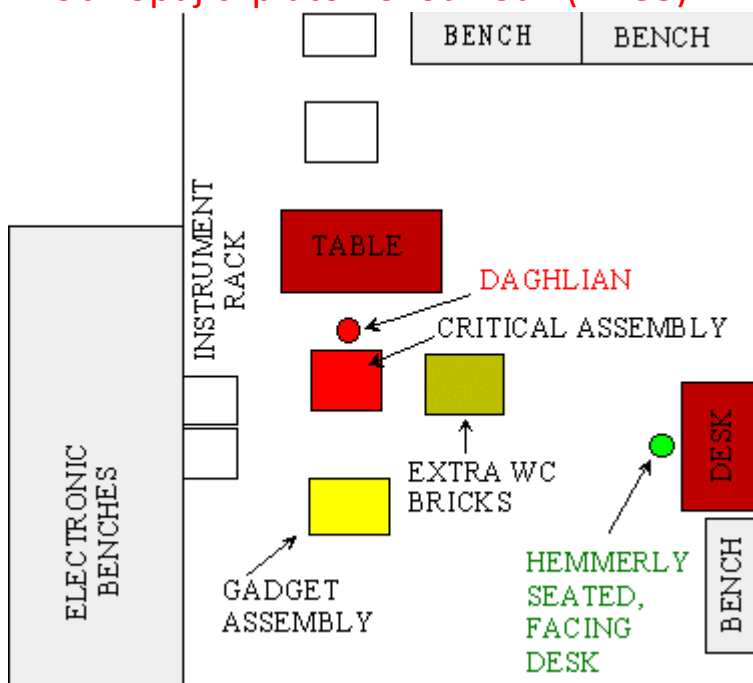 BENCH
BENCH
INSTRUMENT
RACK
TABLE
DAGHLIAN
CRITICAL ASSEMBLY
ELECTRONIC
BENCHES
EXTRA WC
BRICKS
DESK
GADGET
ASSEMBLY
HEMMERLY
SEATED,
FACING
DESK
BENCH